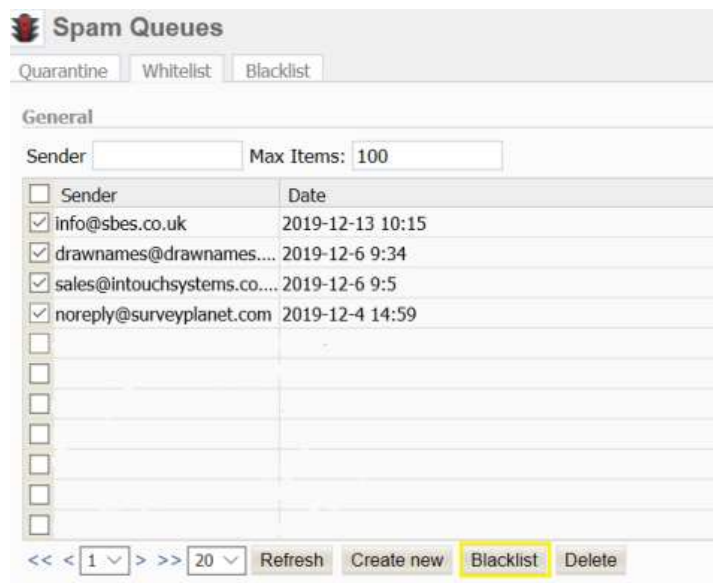 Spam Queues
Quarantine Whitelist Blacklist
General
Sender Max Items: 100
Sender Date
info@sbes.co.uk 2019-12-13 10:15
drawnames@drawnames.... 2019-12-6 9:34
sales@intouchsystems.co.... 2019-12-6 9:5
noreply@surveyplanet.com 2019-12-4 14:59
<< < 1 > >> 20 Refresh Create new Blacklist Delete